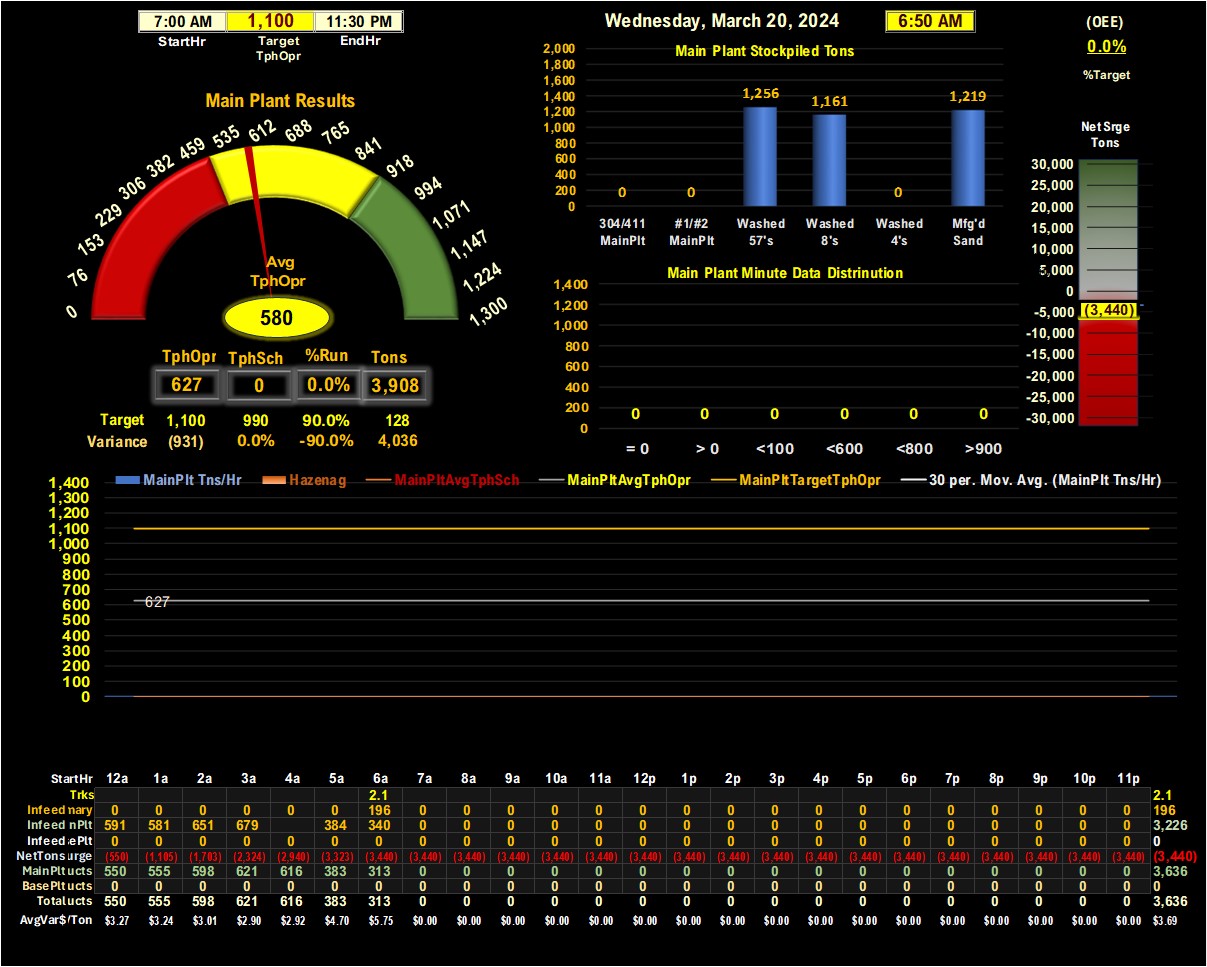 7:00 AM 1,100 11:30 PM
StartHr Target TphOpr EndHr
Wednesday, March 20, 2024 6:50 AM
(OEE)
0.0%
%Target
Main Plant Results
0 76 153 229 306 382 459 535 612 688 765 841 918 994 1,071 1,147 1,224 1,300
Avg
TphOpr
580
TphOpr TphSch %Run Tons
627 0 0.0% 3,908
Target 1,100 990 90.0% 128
Variance (931) 0.0% -90.0% 4,036
Main Plant Stockpiled Tons
2,000
1,800
1,600
1,400
1,200
1,000
800
600
400
200
0
0 0 1,256 1,161 0 1,219
304/411 #1/#2 Washed Washed Washed Mfg'd
MainPlt MainPlt 57's 8's 4's Sand
Main Plant Minute Data Distrinution
1,400
1,200
1,000
800
600
400
200
0
0 0 0 0 0 0
= 0 > 0 <100 <600 <800 >900
Net Srge
Tons
30,000
25,000
20,000
15,000
10,000
5,000
0
-5,000
-10,000
-15,000
-20,000
-25,000
-30,000
(3,440)
MainPlt Tns/Hr Hazenag MainPltAvgTphSch MainPltAvgTphOpr MainPltTargetTphOpr 30 per. Mov. Avg. (MainPlt Tns/Hr)
1,400
1,300
1,200
1,100
1,000
900
800
700
600
500
400
300
200
100
0
627
StartHr 12a 1a 2a 3a 4a 5a 6a 7a 8a 9a 10a 11a 12p 1p 2p 3p 4p 5p 6p 7p 8p 9p 10p 11p
Trks 2.1 2.1
Infeed nary 0 0 0 0 0 0 196 0 0 0 0 0 0 0 0 0 0 0 0 0 0 0 0 0 196
Infeed nPlt 591 581 651 679 384 340 0 0 0 0 0 0 0 0 0 0 0 0 0 0 0 0 0 3,226
Infeed ePlt 0 0 0 0 0 0 0 0 0 0 0 0 0 0 0 0 0 0 0 0 0 0 0 0 0
NetTons urge (550) (1,105) (1,703) (2,324) (2,940) (3,323) (3,440) (3,440) (3,440) (3,440) (3,440) (3,440) (3,440) (3,440) (3,440) (3,440) (3,440) (3,440) (3,440) (3,440) (3,440) (3,440) (3,440) (3,440) (3,440)
MainPlt ucts 550 555 598 621 616 383 313 0 0 0 0 0 0 0 0 0 0 0 0 0 0 0 0 0 3,636
BasePlt ucts 0 0 0 0 0 0 0 0 0 0 0 0 0 0 0 0 0 0 0 0 0 0 0 0 0
Total ucts 550 555 598 621 616 383 313 0 0 0 0 0 0 0 0 0 0 0 0 0 0 0 0 0 3,636
AvgVar$/Ton $3.27 $3.24 $3.01 $2.90 $2.92 $4.70 $5.75 $0.00 $0.00 $0.00 $0.00 $0.00 $0.00 $0.00 $0.00 $0.00 $0.00 $0.00 $0.00 $0.00 $0.00 $0.00 $0.00 $0.00 $3.69